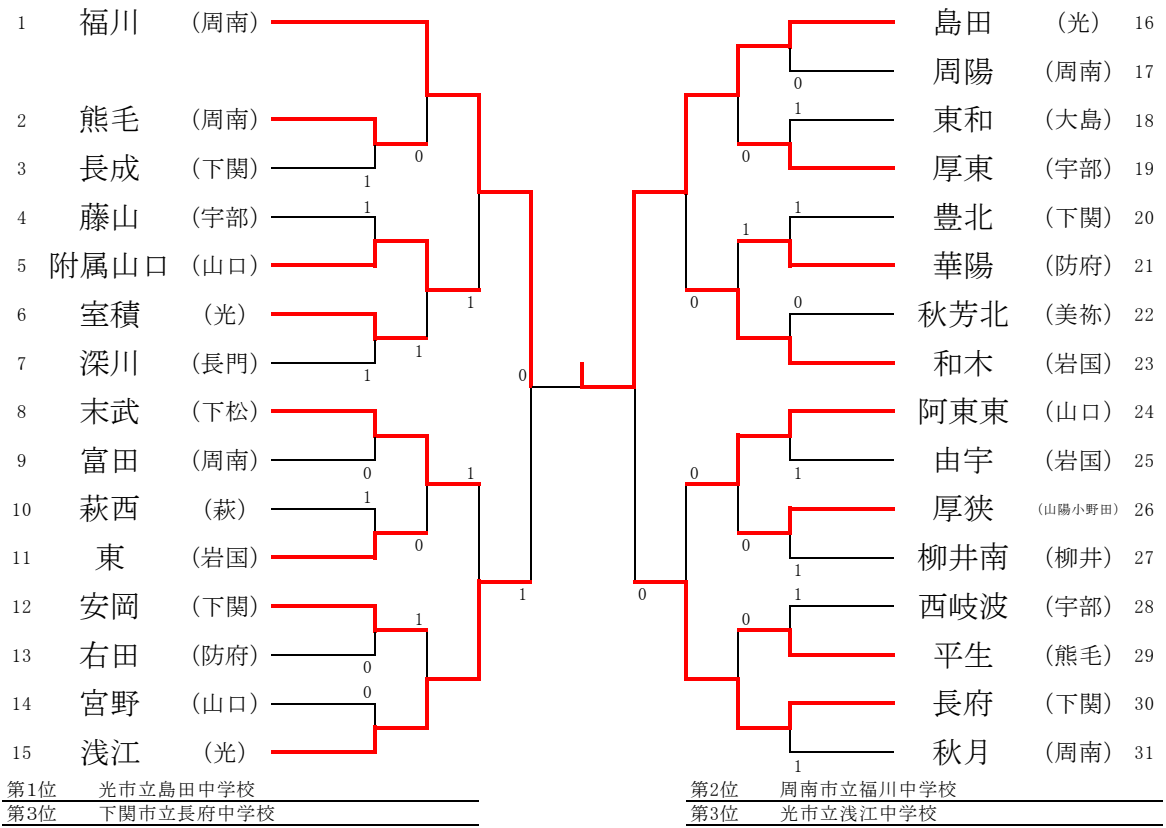 1 福川 (周南)
2 熊毛 (周南)
3 長成 (下関)
4 藤山 (宇部)
5 附属山口 (山口)
6 室積 (光)
7 深川 (長門)
8 末武 (下松)
9 富田 (周南)
10 萩西 (萩)
11 東 (岩国)
12 安岡 (下関)
13 右田 (防府)
14 宮野 (山口)
15 浅江 (光)
0
1
1
1
1
1
0
1
1
0
1
0
0
0
1
0
島田 (光) 16
周陽 (周南) 17
東和 (大島) 18
厚東 (宇部) 19
豊北 (下関) 20
華陽 (防府) 21
秋芳北 (美祢) 22
和木 (岩国) 23
阿東東 (山口) 24
由宇 (岩国) 25
厚狭 (山陽小野田) 26
柳井南 (柳井) 27
西岐波 (宇部) 28
平生 (熊毛) 29
長府 (下関) 30
秋月 (周南) 31
0
1
0
1
1
0
0
0
1
0
1
0
1
0
1
第1位 光市立島田中学校
第2位 周南市立福川中学校
第3位 下関市立長府中学校
第3位 光市立浅江中学校